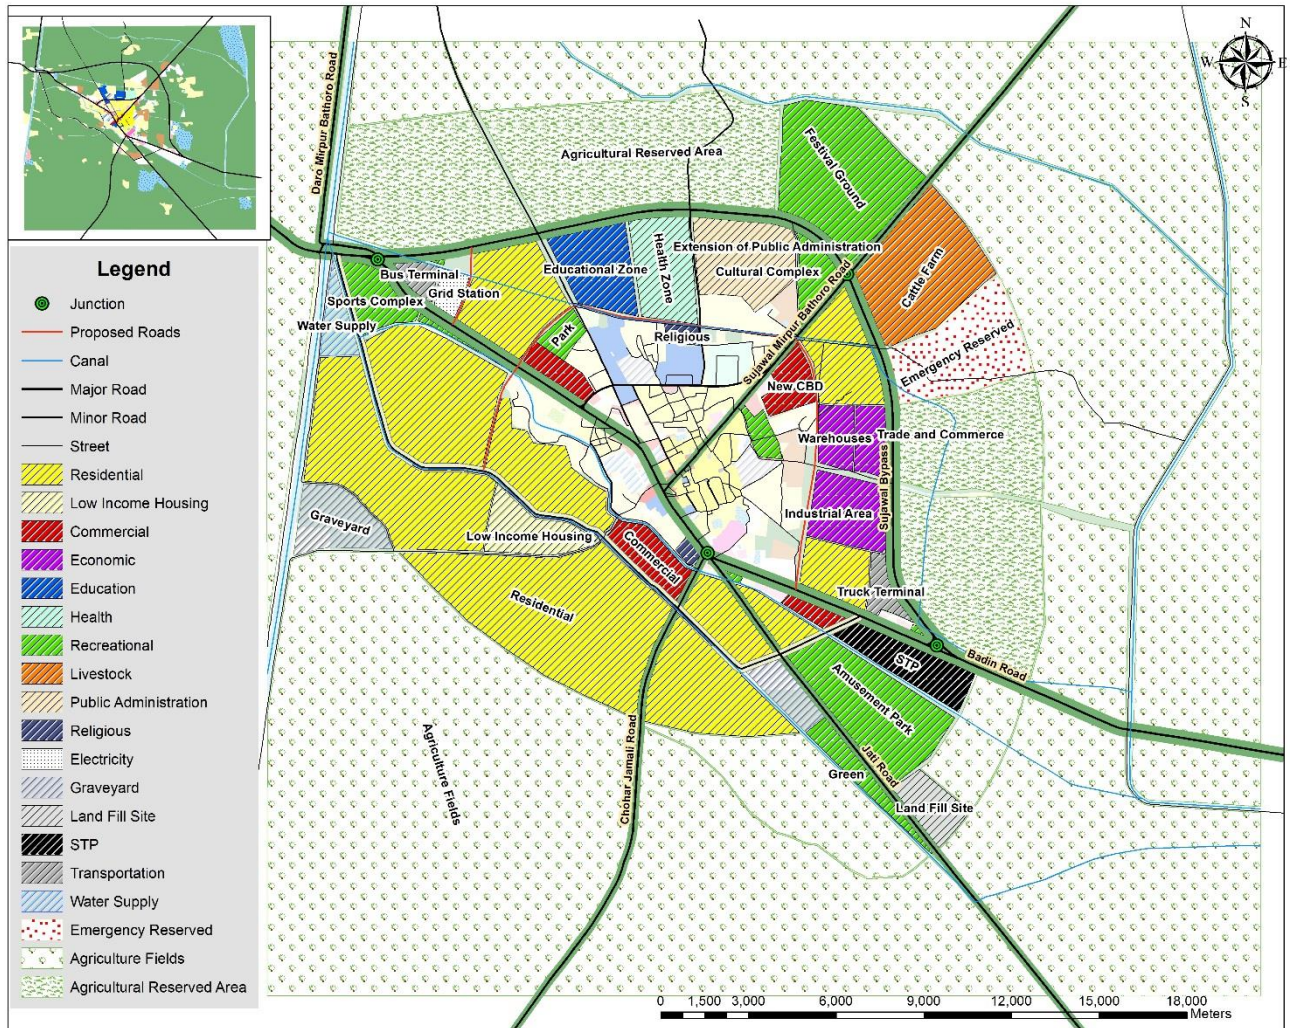 N
W
E
S
Daro Mirpur Bathoro Road
Agricultural Reserved Area
Festival Ground
Extension of Public Administration
Cultural Complex
Educational Zone
Health Zone
Bus Terminal
Grid Station
Sports Complex
Water Supply
Park
Religious
Sujawal Mirpur Bathoro Road
Cattle Farm
Emergency Reserved
New CBD
Warehouses
Trade and Commerce
Sujawal Bypass
Industrial Area
Graveyard
Low Income Housing
Commercial
Residential
Truck Terminal
STP
Badin Road
Amusement Park
Jati Road
Green
Land Fill Site
Chohar Jamali Road
Agriculture Fields
Legend
Junction
Proposed Roads
Canal
Major Road
Minor Road
Street
Residential
Low Income Housing
Commercial
Economic
Education
Health
Recreational
Livestock
Public Administration
Religious
Electricity
Graveyard
Land Fill Site
STP
Transportation
Water Supply
Emergency Reserved
Agriculture Fields
Agricultural Reserved Area
0 1,500 3,000 6,000 9,000 12,000 15,000 18,000
Meters